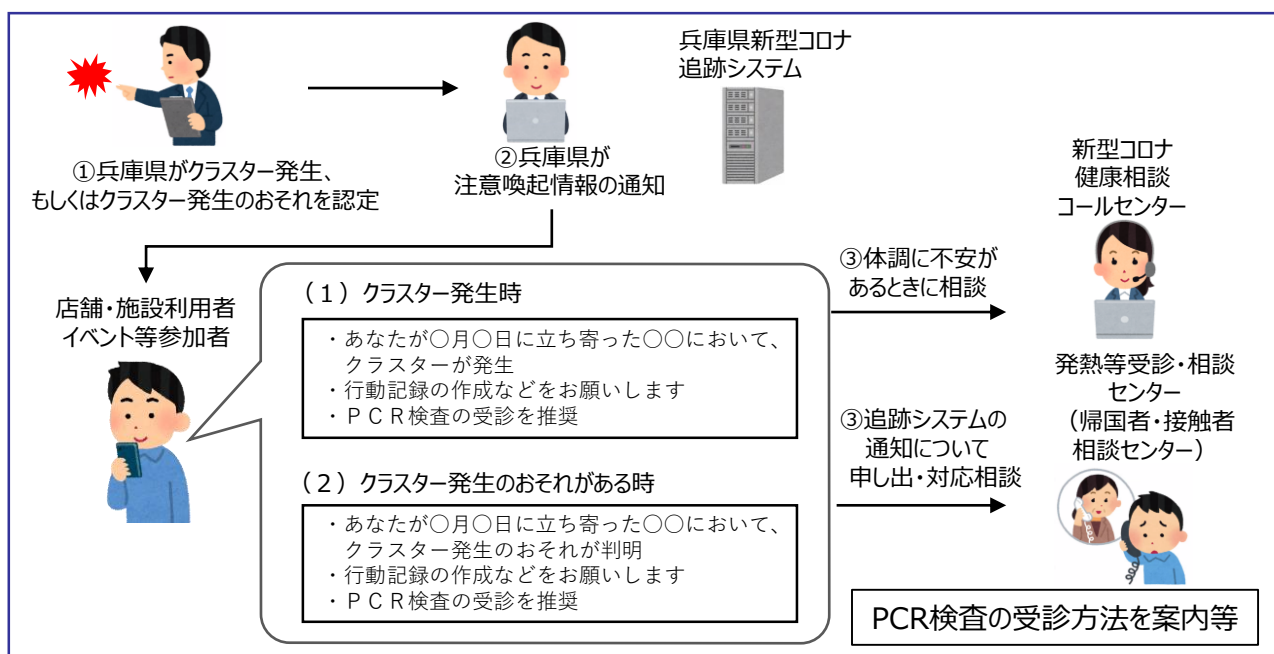 兵庫県新型コロナ
追跡システム
①兵庫県がクラスター発生、
もしくはクラスター発生のおそれを認定
②兵庫県が
注意喚起情報の通知
新型コロナ
健康相談
コールセンター
店舗・施設利用者
イベント等参加者
（１）クラスター発生時
・あなたが〇月〇日に立ち寄った〇〇において、
クラスターが発生
・行動記録の作成などをお願いします
・ＰＣＲ検査の受診を推奨
（２）クラスター発生のおそれがある時
・あなたが〇月〇日に立ち寄った〇〇において、
クラスター発生のおそれが判明
・行動記録の作成などをお願いします
・ＰＣＲ検査の受診を推奨
③体調に不安が
あるときに相談
③追跡システムの
通知について
申し出・対応相談
発熱等受診・相談
センター
（帰国者・接触者
相談センター）
PCR検査の受診方法を案内等